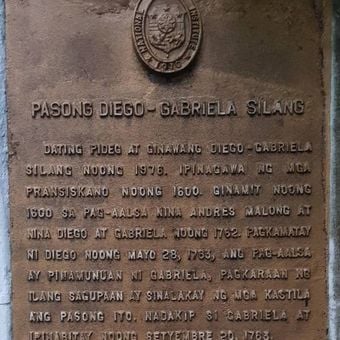 NATIONAL
INSTITUTE
PASONG DIEGO-GABRIELA SILANG
DATING PIDEG AT GINAWANG DIEGO-GABRIELA
SILANG NOONG 1976. IPINAGAWA NG MGA
PRANSISKANO NOONG 1600. GINAMIT NOONG
1600 SA PAG-AALSA NINA ANDRES MALONG AT
NINA DIEGO AT GABRIELA NOONG 1762. PAGKAMATAY
NI DIEGO NOONG MAYO 28, 1763, ANG PAG-AALSA
AY PINAMUNUAN NI GABRIELA, PAGKARAAN NG
ILANG SAGUPAAN AY SINALAKAY NG MGA KASTILA
ANG PASONG ITO. NADAKIP SI GABRIELA AT
IPINABITAY NOONG SETYEMBRE 20, 1763.